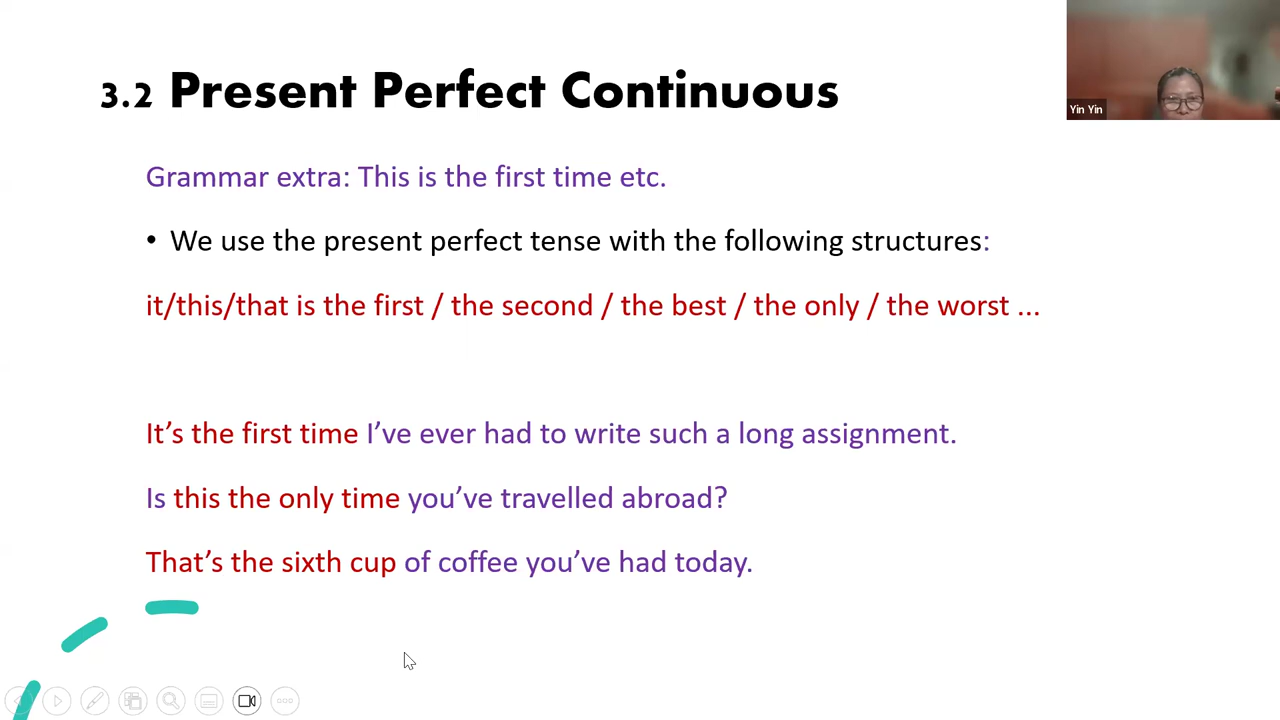 3.2 Present Perfect Continuous
Yin Yin
Grammar extra: This is the first time etc.
• We use the present perfect tense with the following structures:
it/this/that is the first / the second / the best / the only / the worst ...
It’s the first time I’ve ever had to write such a long assignment.
Is this the only time you’ve travelled abroad?
That’s the sixth cup of coffee you’ve had today.